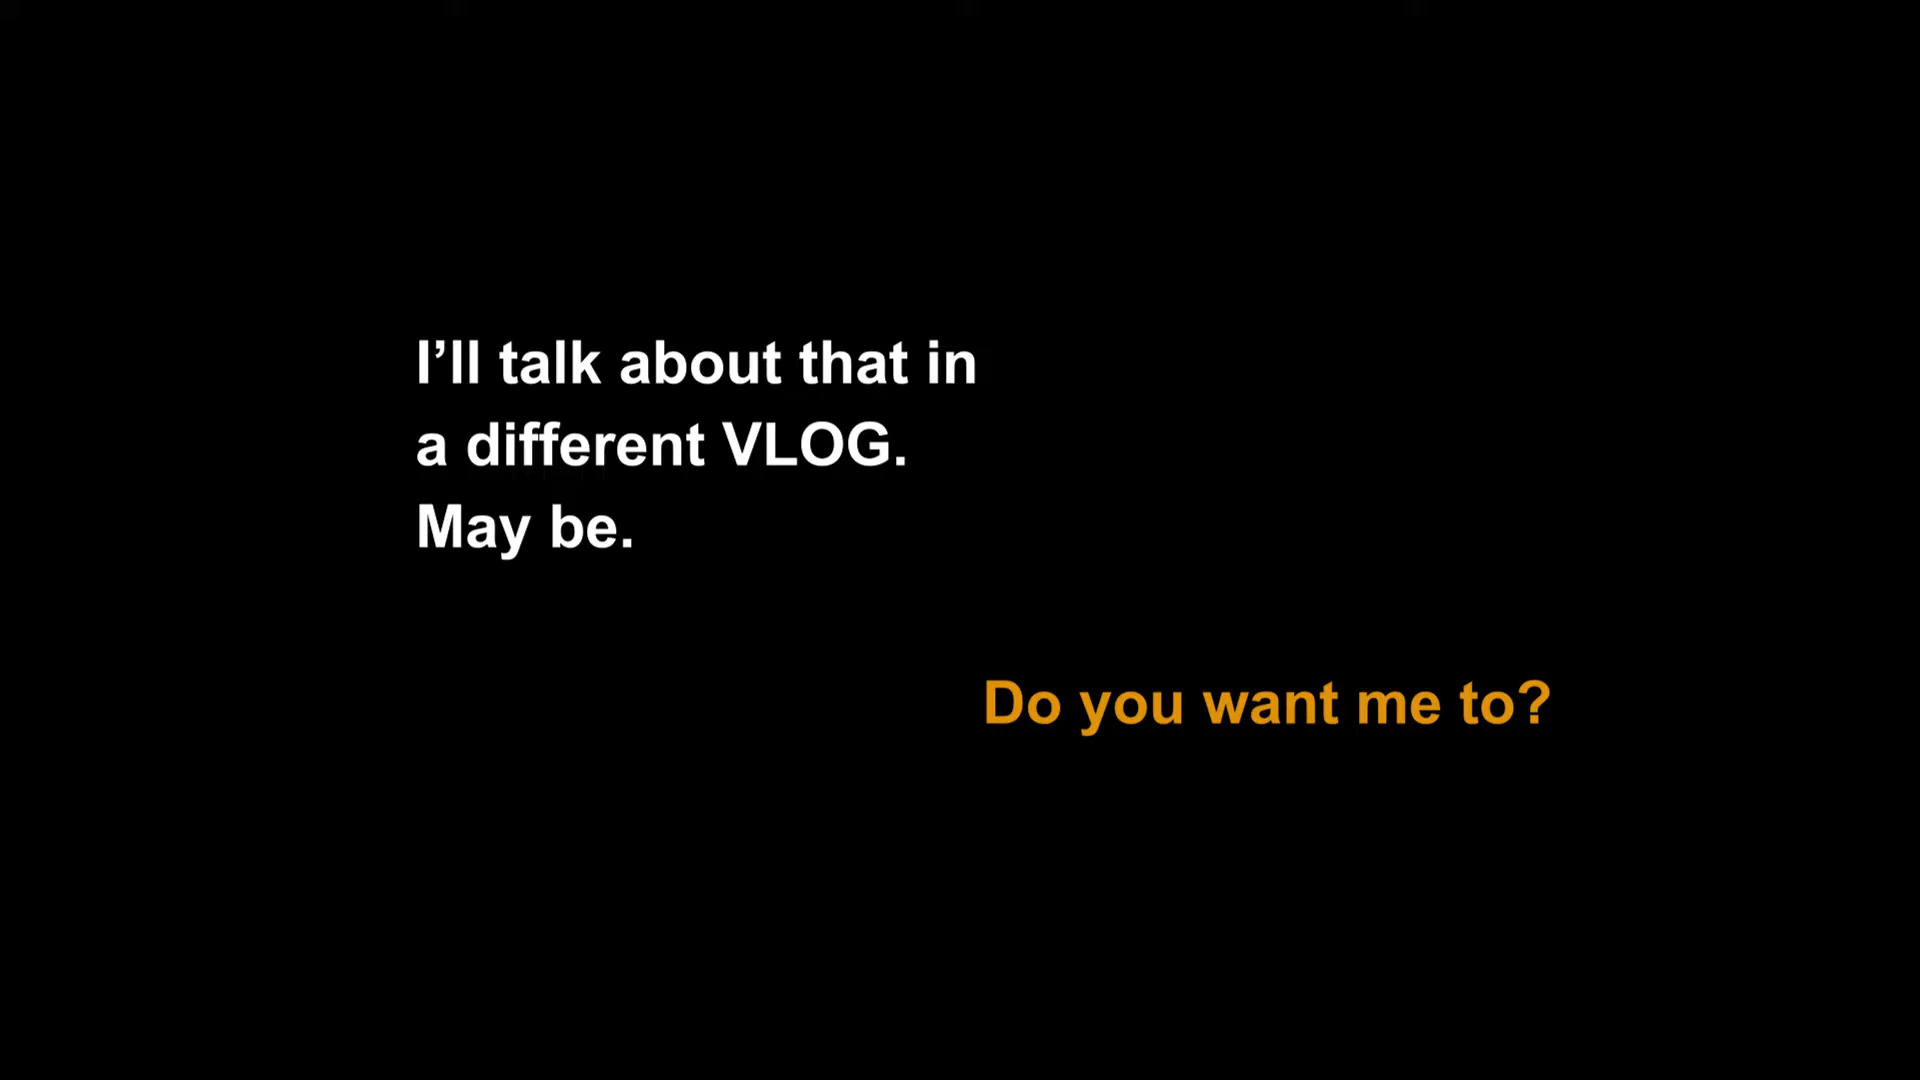 I’ll talk about that in
a different VLOG.
May be.
Do you want me to?